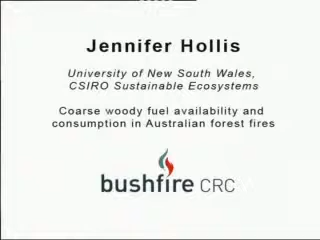 Jennifer Hollis
University of New South Wales,
CSIRO Sustainable Ecosystems
Coarse woody fuel availability and
consumption in Australian forest fires
bushfire CRC